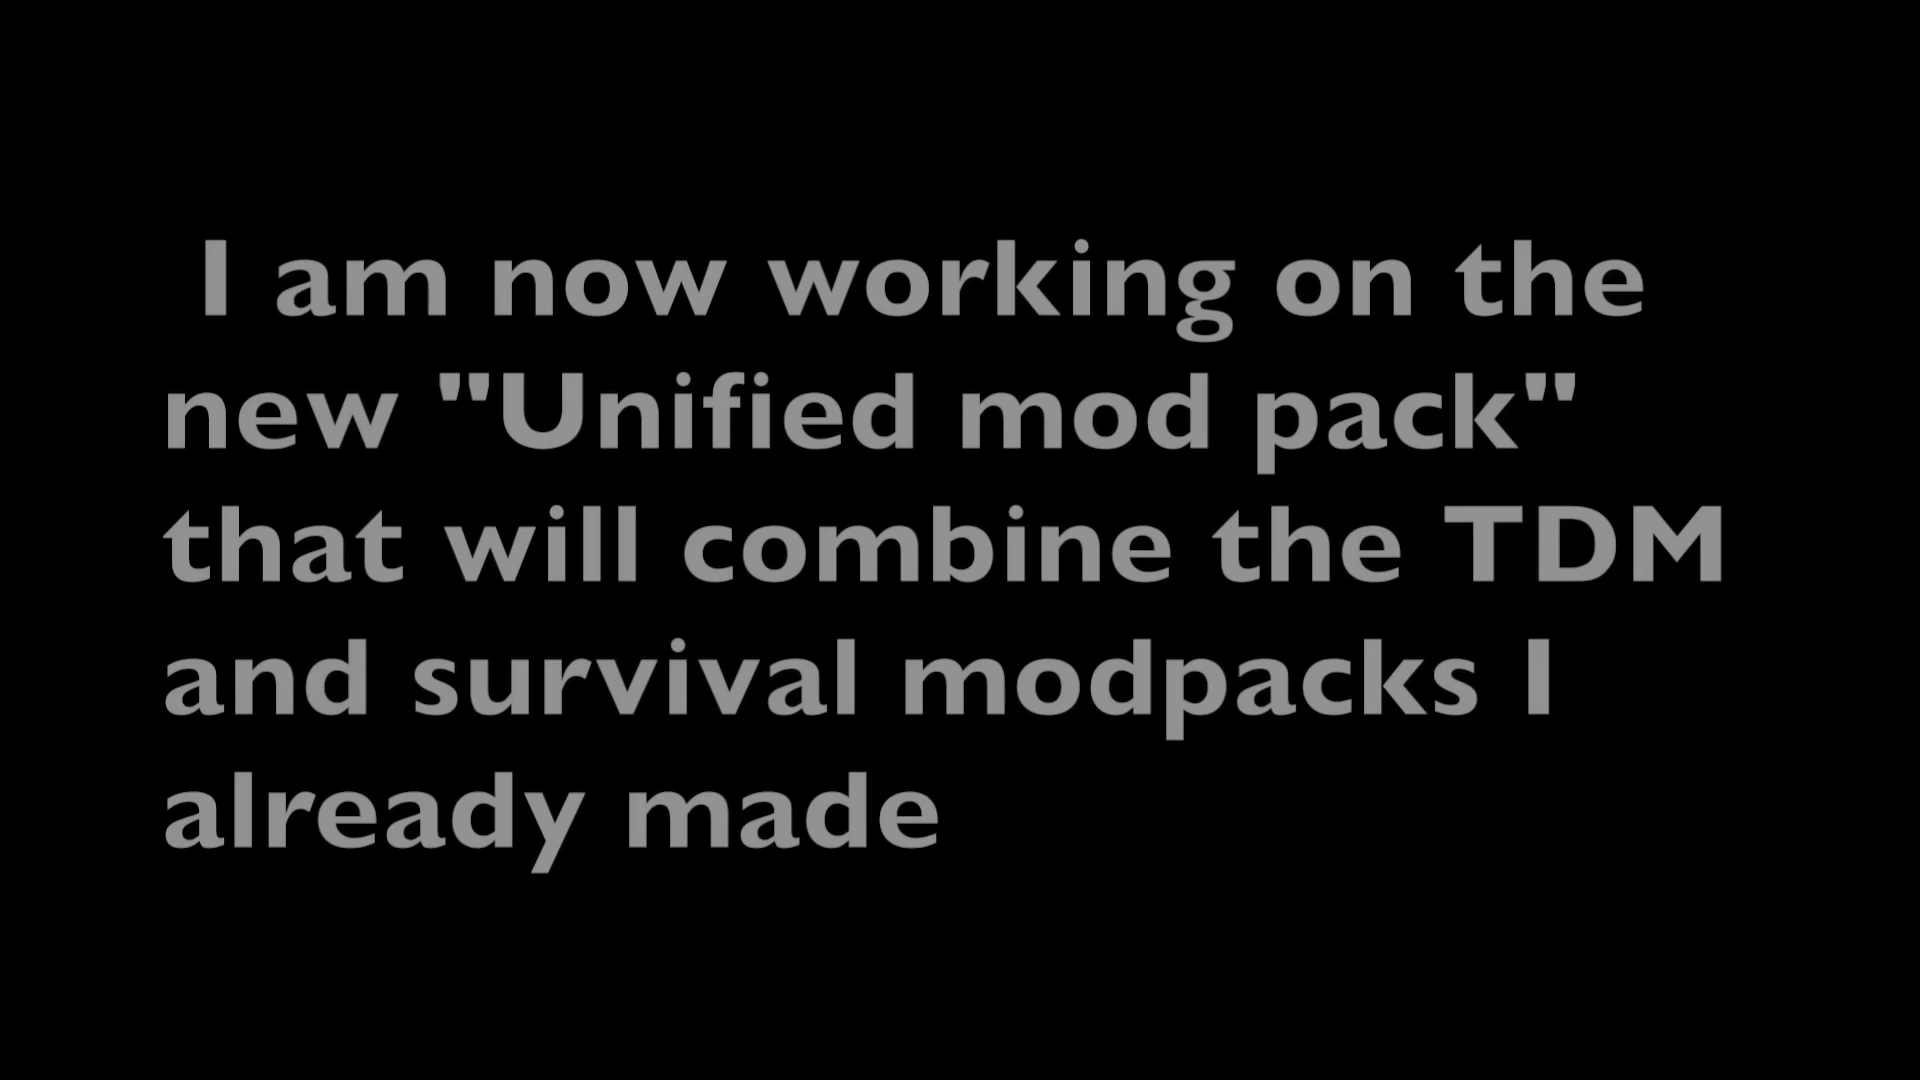 I am now working on the
new "Unified mod pack"
that will combine the TDM
and survival modpacks I
already made